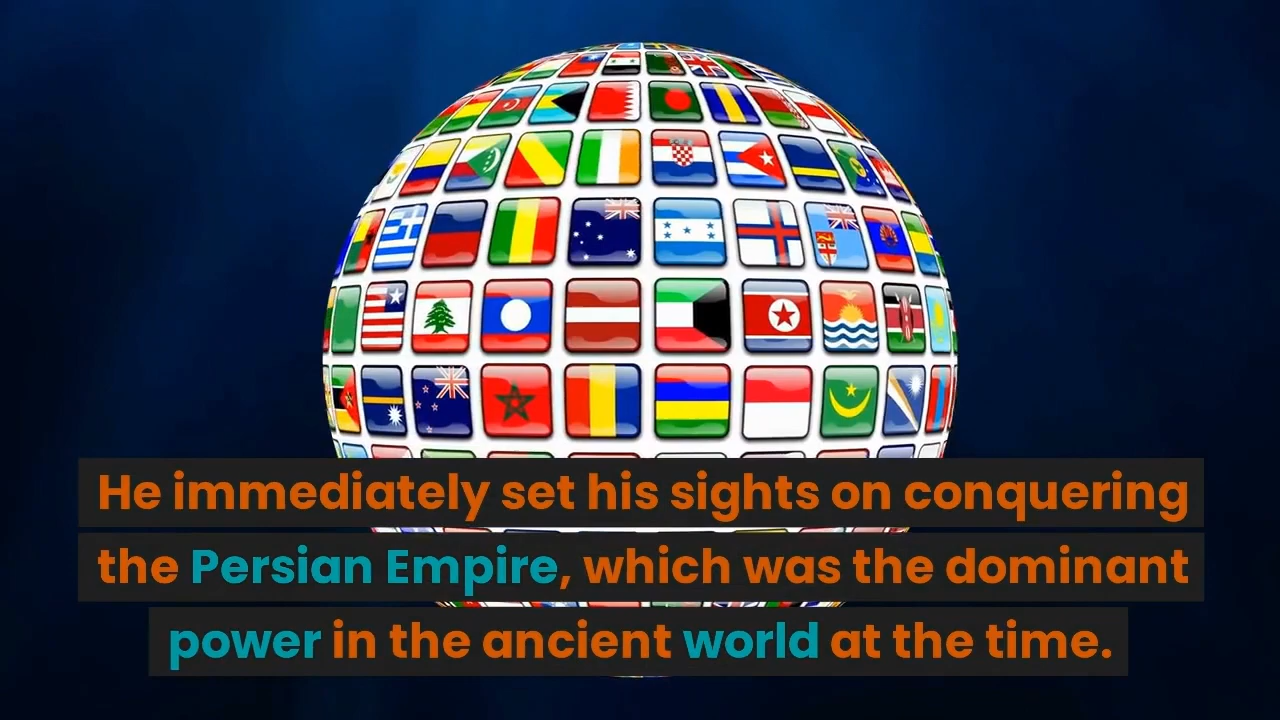 He immediately set his sights on conquering
the Persian Empire, which was the dominant
power in the ancient world at the time.